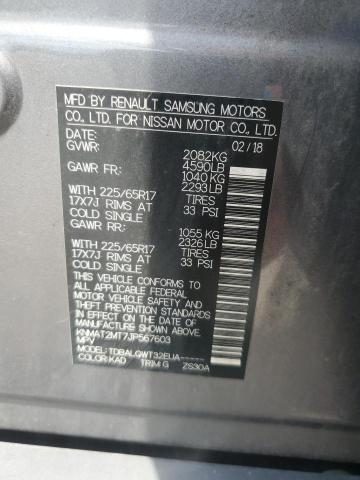 MFD BY RENAULT SAMSUNG MOTORS
CO., LTD. FOR NISSAN MOTOR CO., LTD.
DATE: 02/18
GVWR: 2082KG
4590LB
GAWR FR: 1040 KG
2293LB
WITH 225/65R17 TIRES
17X7J RIMS AT 33 PSI
COLD SINGLE
GAWR RR: 1055 KG
2326LB
WITH 225/65R17 TIRES
17X7J RIMS AT 33 PSI
COLD SINGLE
THIS VEHICLE CONFORMS TO
ALL APPLICABLE FEDERAL
MOTOR VEHICLE SAFETY AND
THEFT PREVENTION STANDARDS
IN EFFECT ON THE DATE OF
MANUFACTURE SHOWN ABOVE.
KNMAT2MT7JP567603
MPV
MODEL: TDBALGWT32EUA-----
COLOR:KAD TRIM:G ZS30A